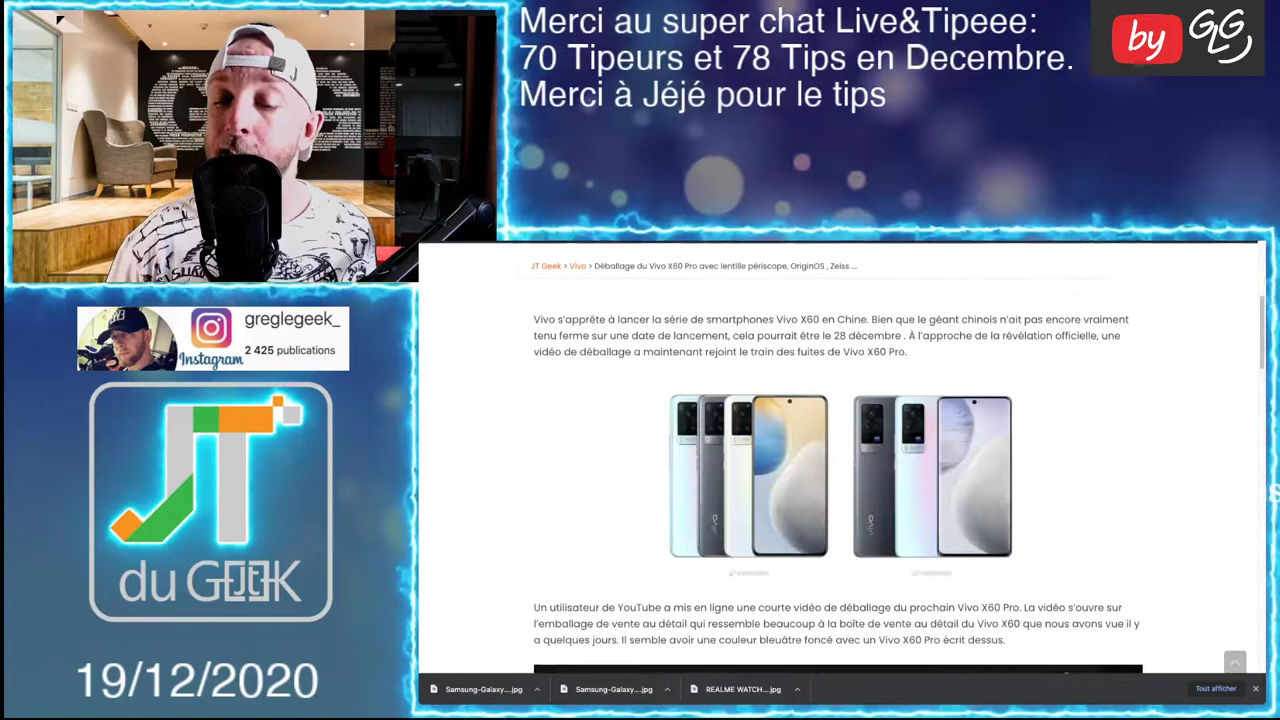 Merci au super chat Live&Tipeee:
70 Tipeurs et 78 Tips en Decembre.
Merci à Jéjé pour le tips
by GLG
JT Geek > Vivo > Déballage du Vivo X60 Pro avec lentille périscope, OriginOS , Zeiss ...
Vivo s’apprête à lancer la série de smartphones Vivo X60 en Chine. Bien que le géant chinois n’ait pas encore vraiment
tenu ferme sur une date de lancement, cela pourrait être le 28 décembre . À l’approche de la révélation officielle, une
vidéo de déballage a maintenant rejoint le train des fuites de Vivo X60 Pro.
vivo
vivo
Un utilisateur de YouTube a mis en ligne une courte vidéo de déballage du prochain Vivo X60 Pro. La vidéo s’ouvre sur
l’emballage de vente au détail qui ressemble beaucoup à la boîte de vente au détail du Vivo X60 que nous avons vue il y
a quelques jours. Il semble avoir une couleur bleuâtre foncé avec un Vivo X60 Pro écrit dessus.
Samsung-Galaxy....jpg
Samsung-Galaxy....jpg
REALME WATCH....jpg
Tout afficher
greglegeek_
2 425 publications
Instagram
JT
du GEEK
19/12/2020